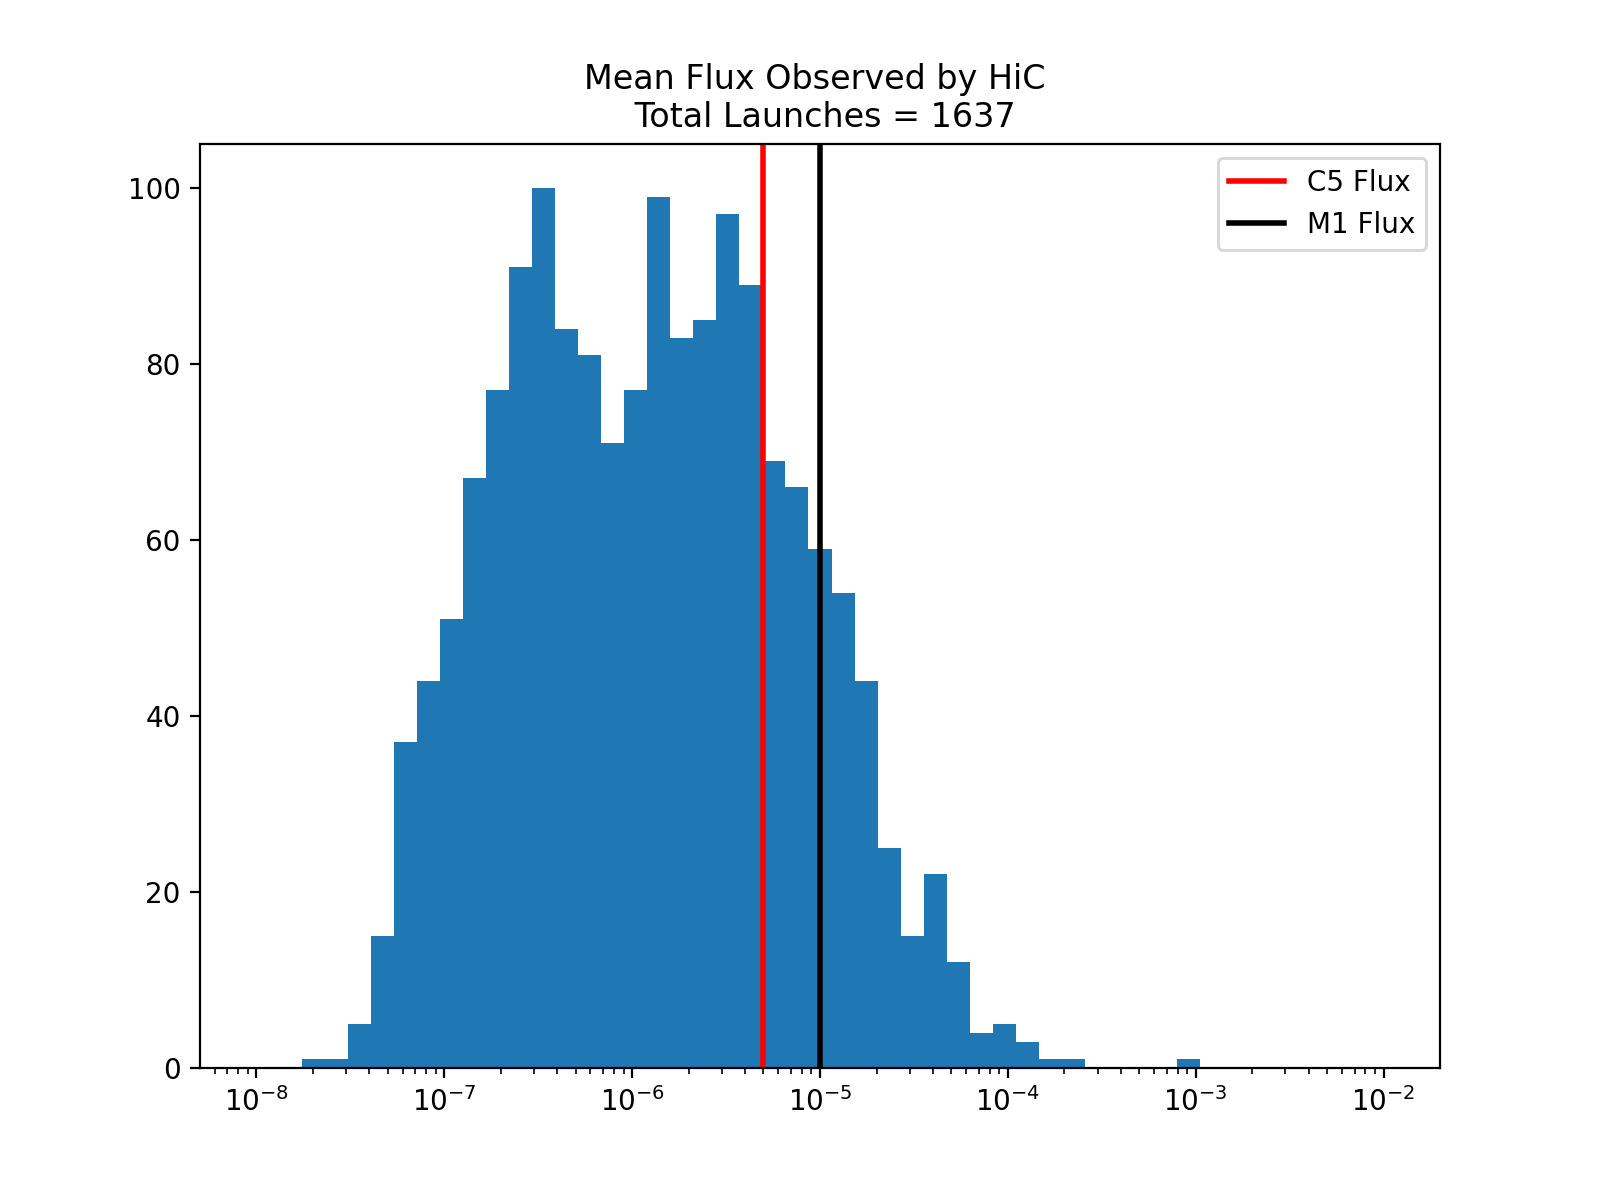 Mean Flux Observed by HiC
Total Launches = 1637
C5 Flux
M1 Flux
100
80
60
40
20
0
10⁻⁸ 10⁻⁷ 10⁻⁶ 10⁻⁵ 10⁻⁴ 10⁻³ 10⁻²